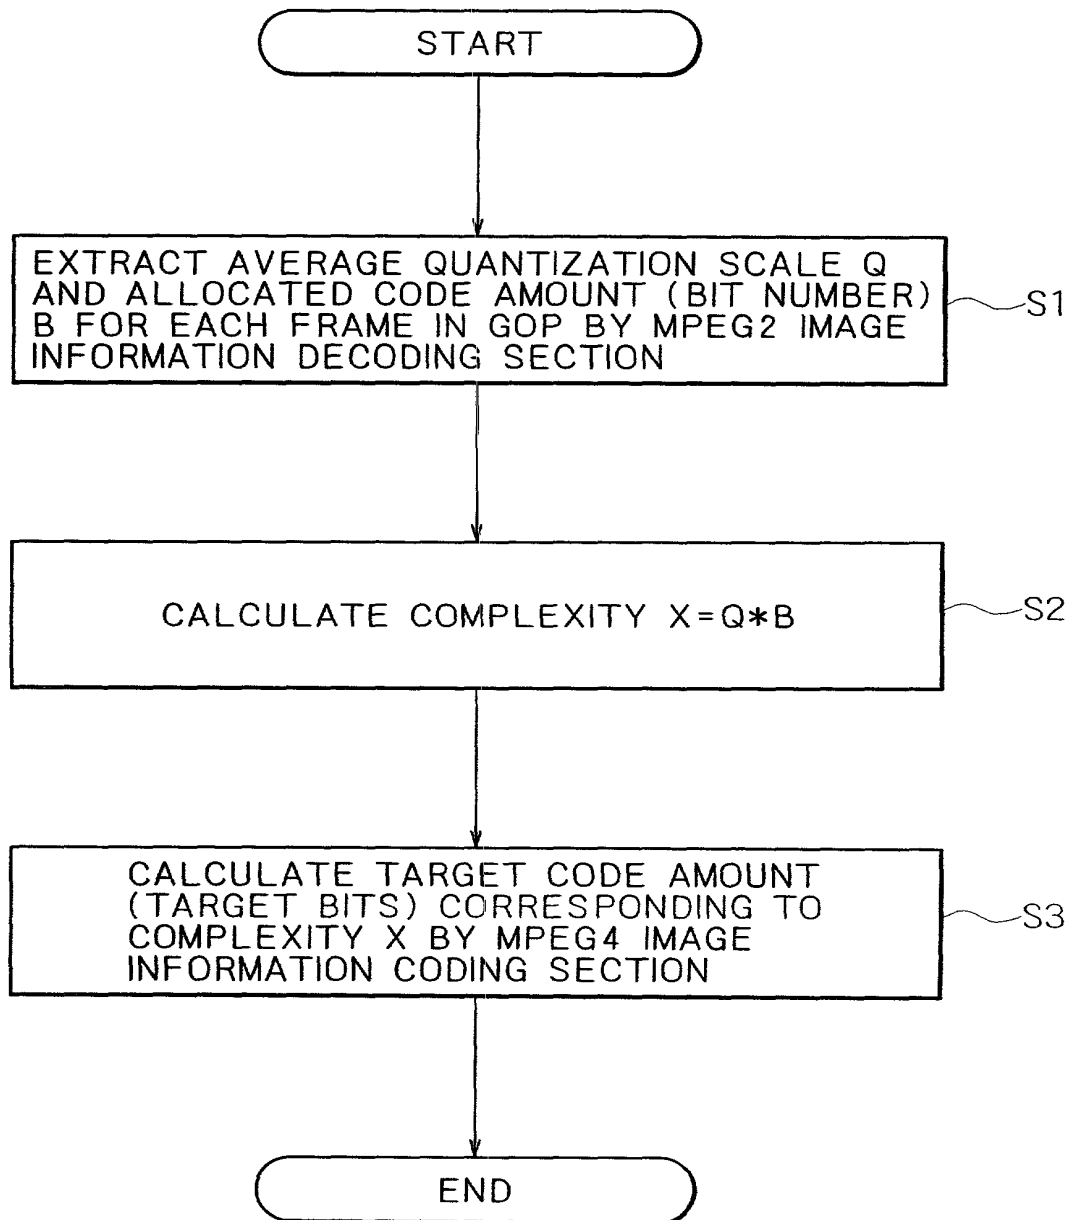 START
EXTRACT AVERAGE QUANTIZATION SCALE Q
AND ALLOCATED CODE AMOUNT (BIT NUMBER)
B FOR EACH FRAME IN GOP BY MPEG2 IMAGE
INFORMATION DECODING SECTION
S1
CALCULATE COMPLEXITY X=Q*B
S2
CALCULATE TARGET CODE AMOUNT
(TARGET BITS) CORRESPONDING TO
COMPLEXITY X BY MPEG4 IMAGE
INFORMATION CODING SECTION
S3
END